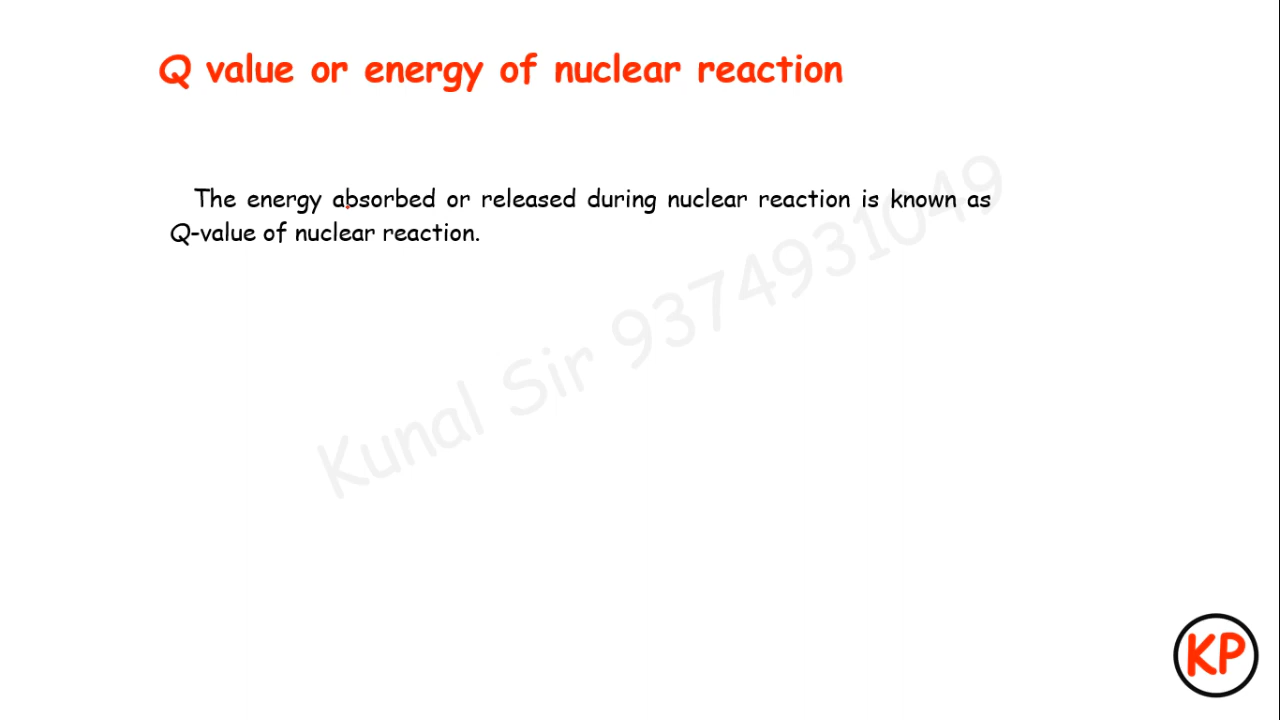 Q value or energy of nuclear reaction
The energy absorbed or released during nuclear reaction is known as
Q-value of nuclear reaction.
Kunal Sir 9374931049
KP